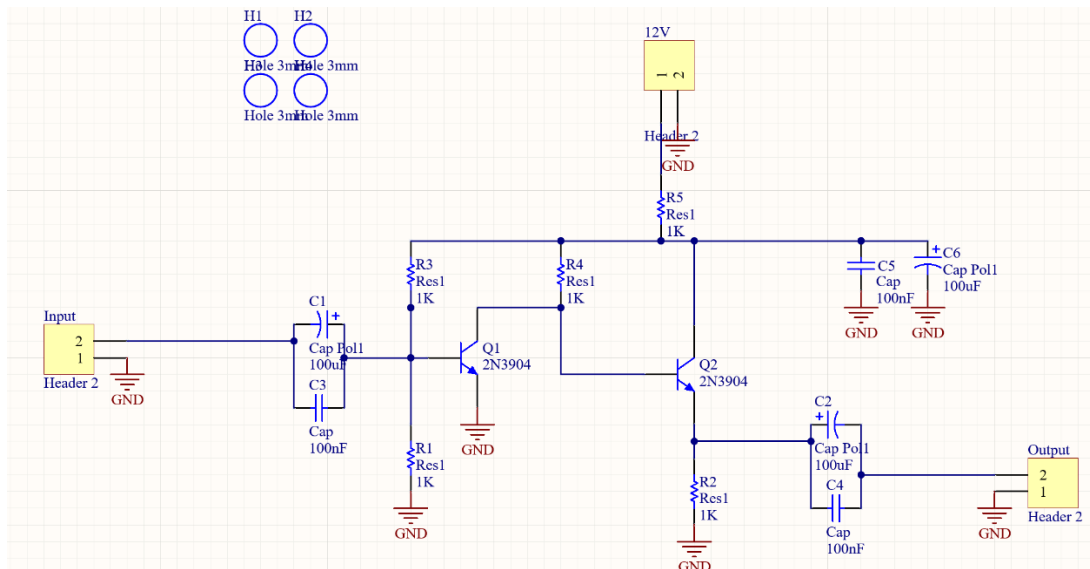 H1 H2
Hole 3mm Hole 3mm
H3 H4
Hole 3mm Hole 3mm
12V
1 2
Header 2
GND
R5
Res1
1K
R3
Res1
1K
R4
Res1
1K
C5
Cap
100nF
GND
+
C6
Cap Pol1
100uF
GND
Input
2
1
Header 2
GND
C1
+
Cap Pol1
100uF
C3
Cap
100nF
Q1
2N3904
GND
Q2
2N3904
R1
Res1
1K
GND
R2
Res1
1K
GND
C2
+
Cap Pol1
100uF
C4
Cap
100nF
Output
2
1
Header 2
GND